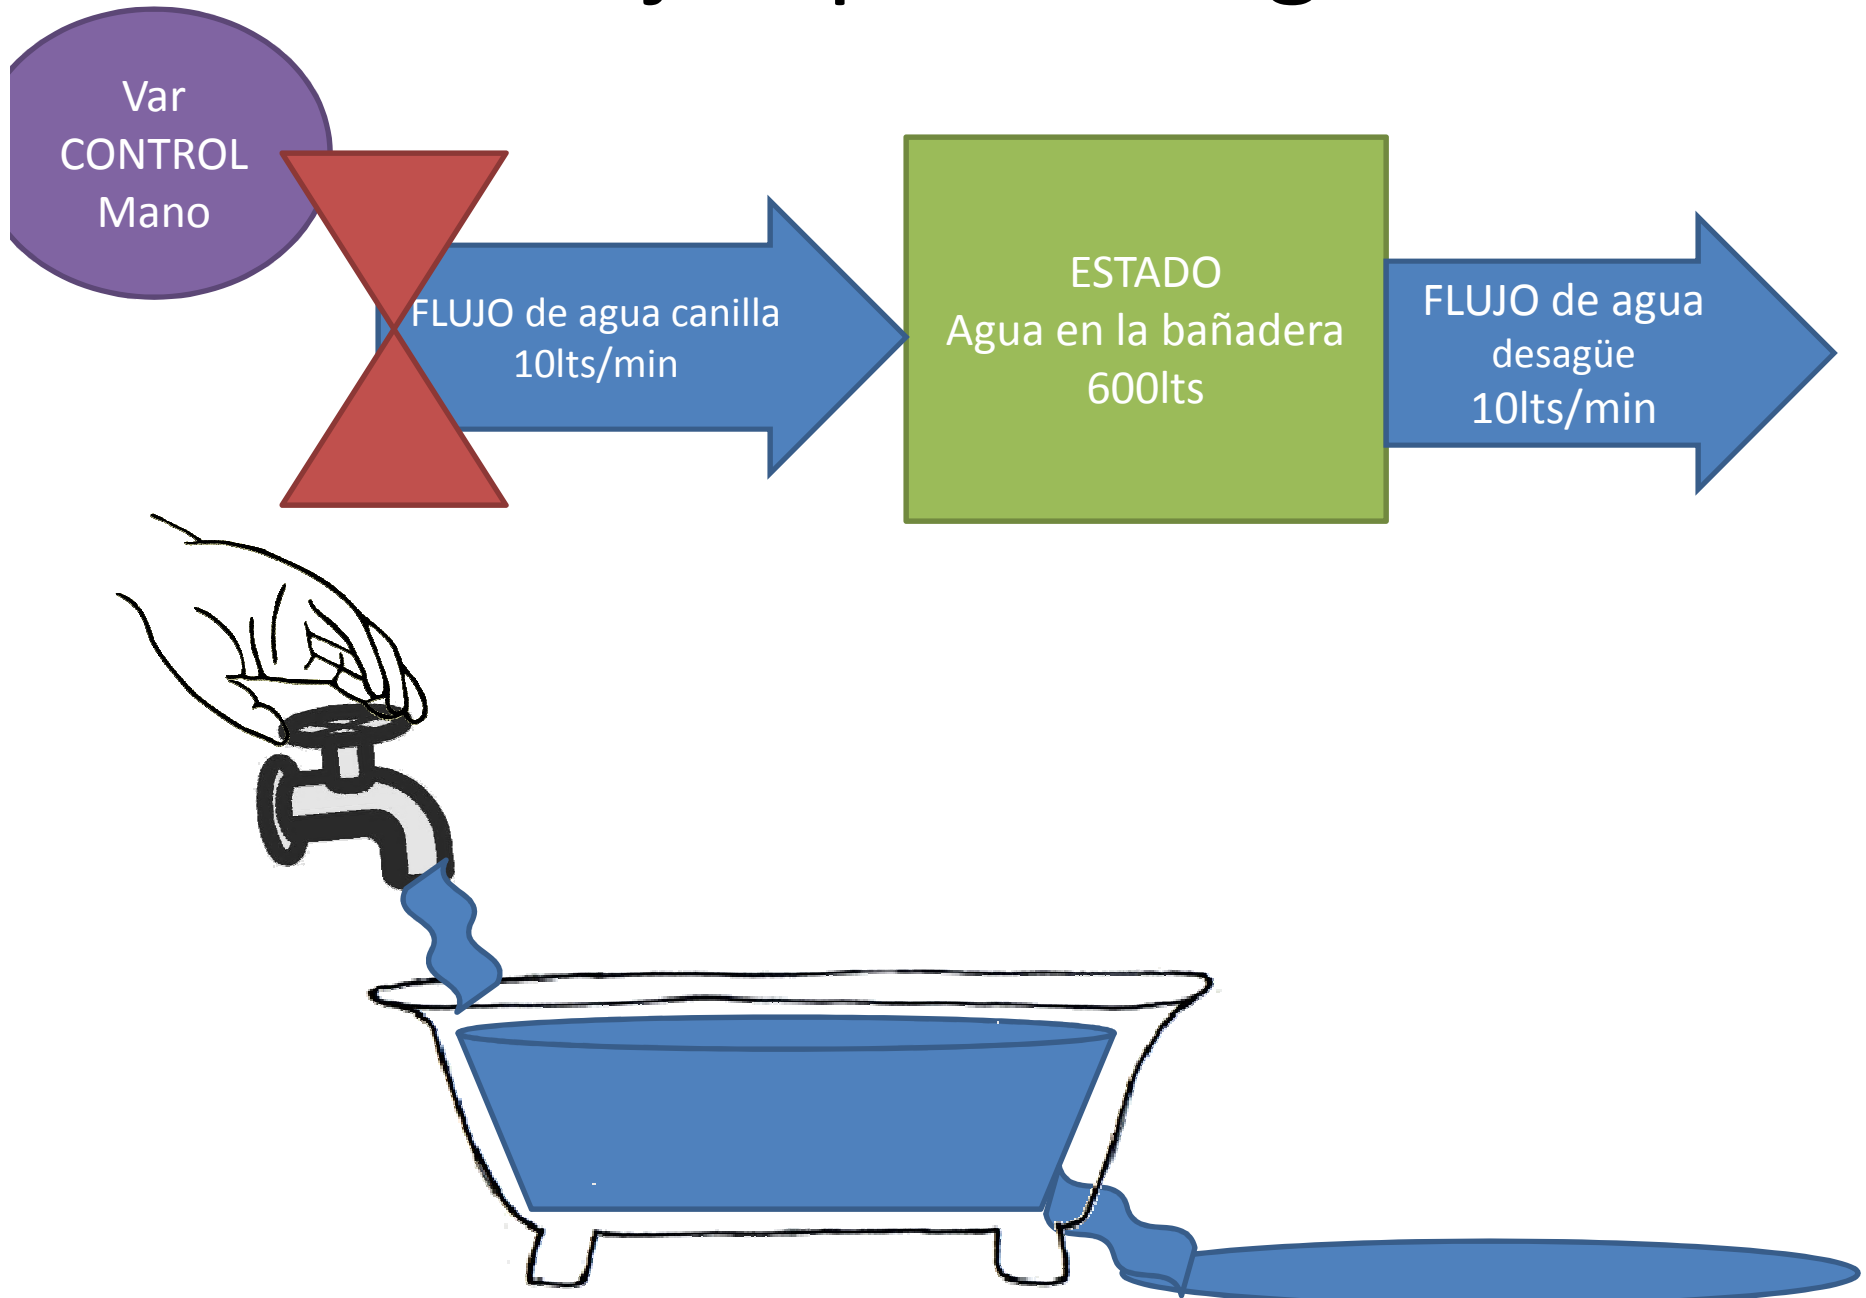 Var
CONTROL
Mano
FLUJO de agua canilla
10lts/min
ESTADO
Agua en la bañadera
600lts
FLUJO de agua
desagüe
10lts/min